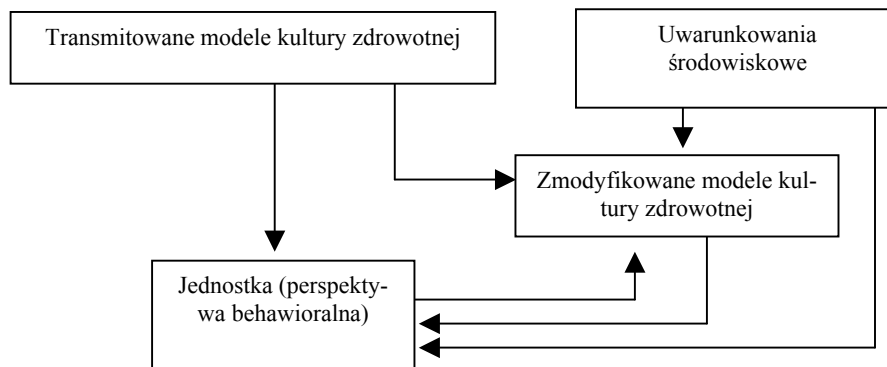 Transmitowane modele kultury zdrowotnej
Uwarunkowania
środowiskowe
Zmodyfikowane modele kul-
tury zdrowotnej
Jednostka (perspekty-
wa behawioralna)